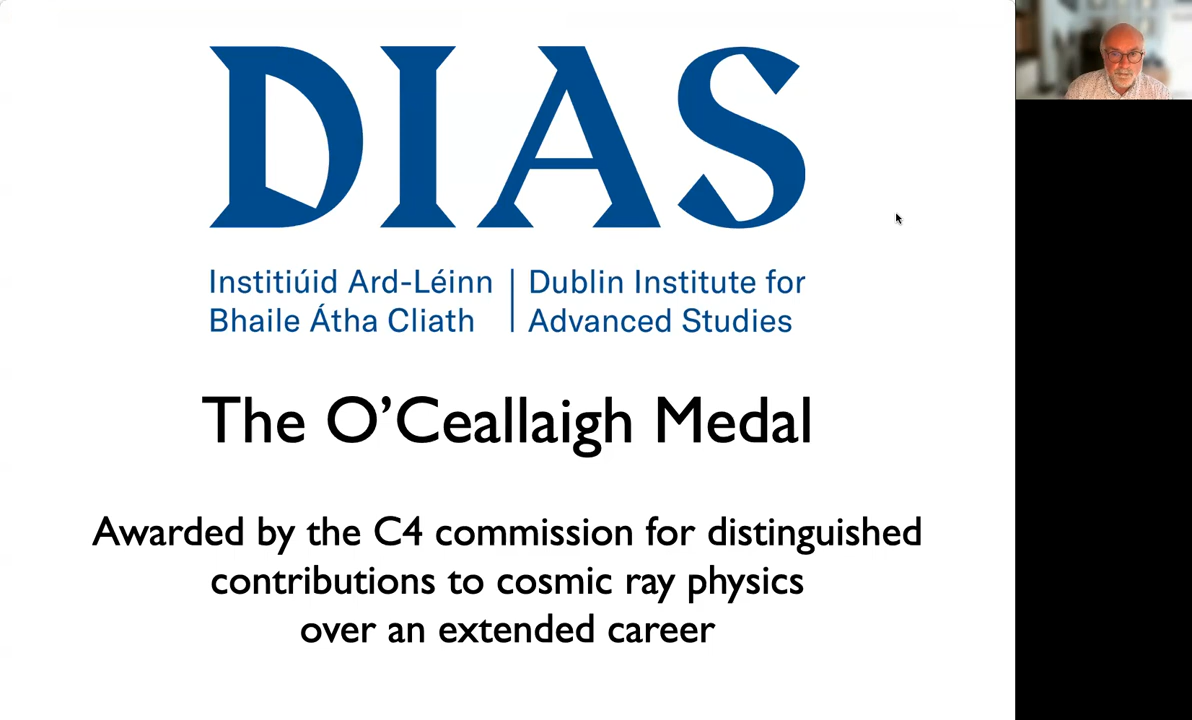 DIAS
Institiúid Ard-Léinn
Bhaile Átha Cliath
Dublin Institute for
Advanced Studies
The O’Ceallaigh Medal
Awarded by the C4 commission for distinguished
contributions to cosmic ray physics
over an extended career